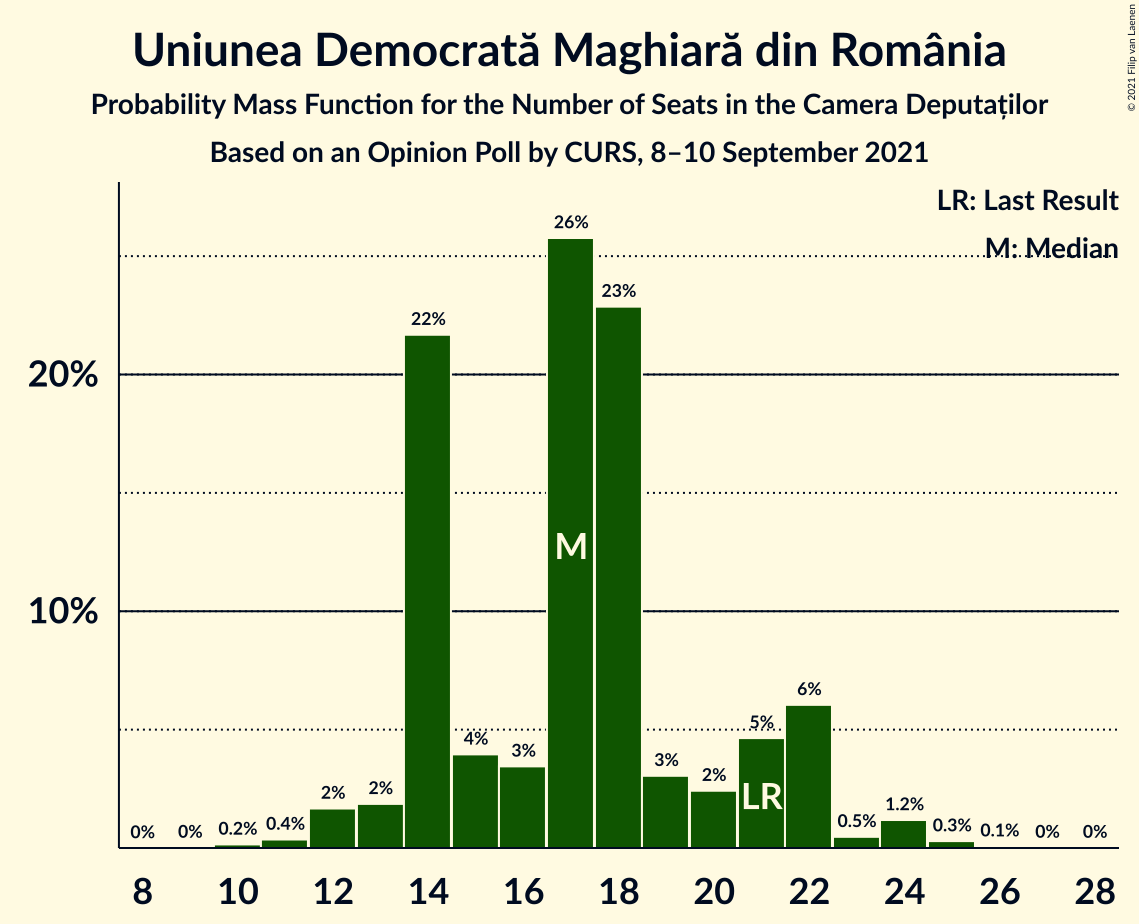 Uniunea Democrată Maghiară din România
Probability Mass Function for the Number of Seats in the Camera Deputaților
Based on an Opinion Poll by CURS, 8–10 September 2021
© 2021 Filip van Laenen
LR: Last Result
M: Median
20%
10%
0%
0%
0.2%
0.4%
2%
2%
22%
4%
3%
26%
23%
3%
2%
5%
6%
0.5%
1.2%
0.3%
0.1%
0%
0%
M
LR
8 10 12 14 16 18 20 22 24 26 28